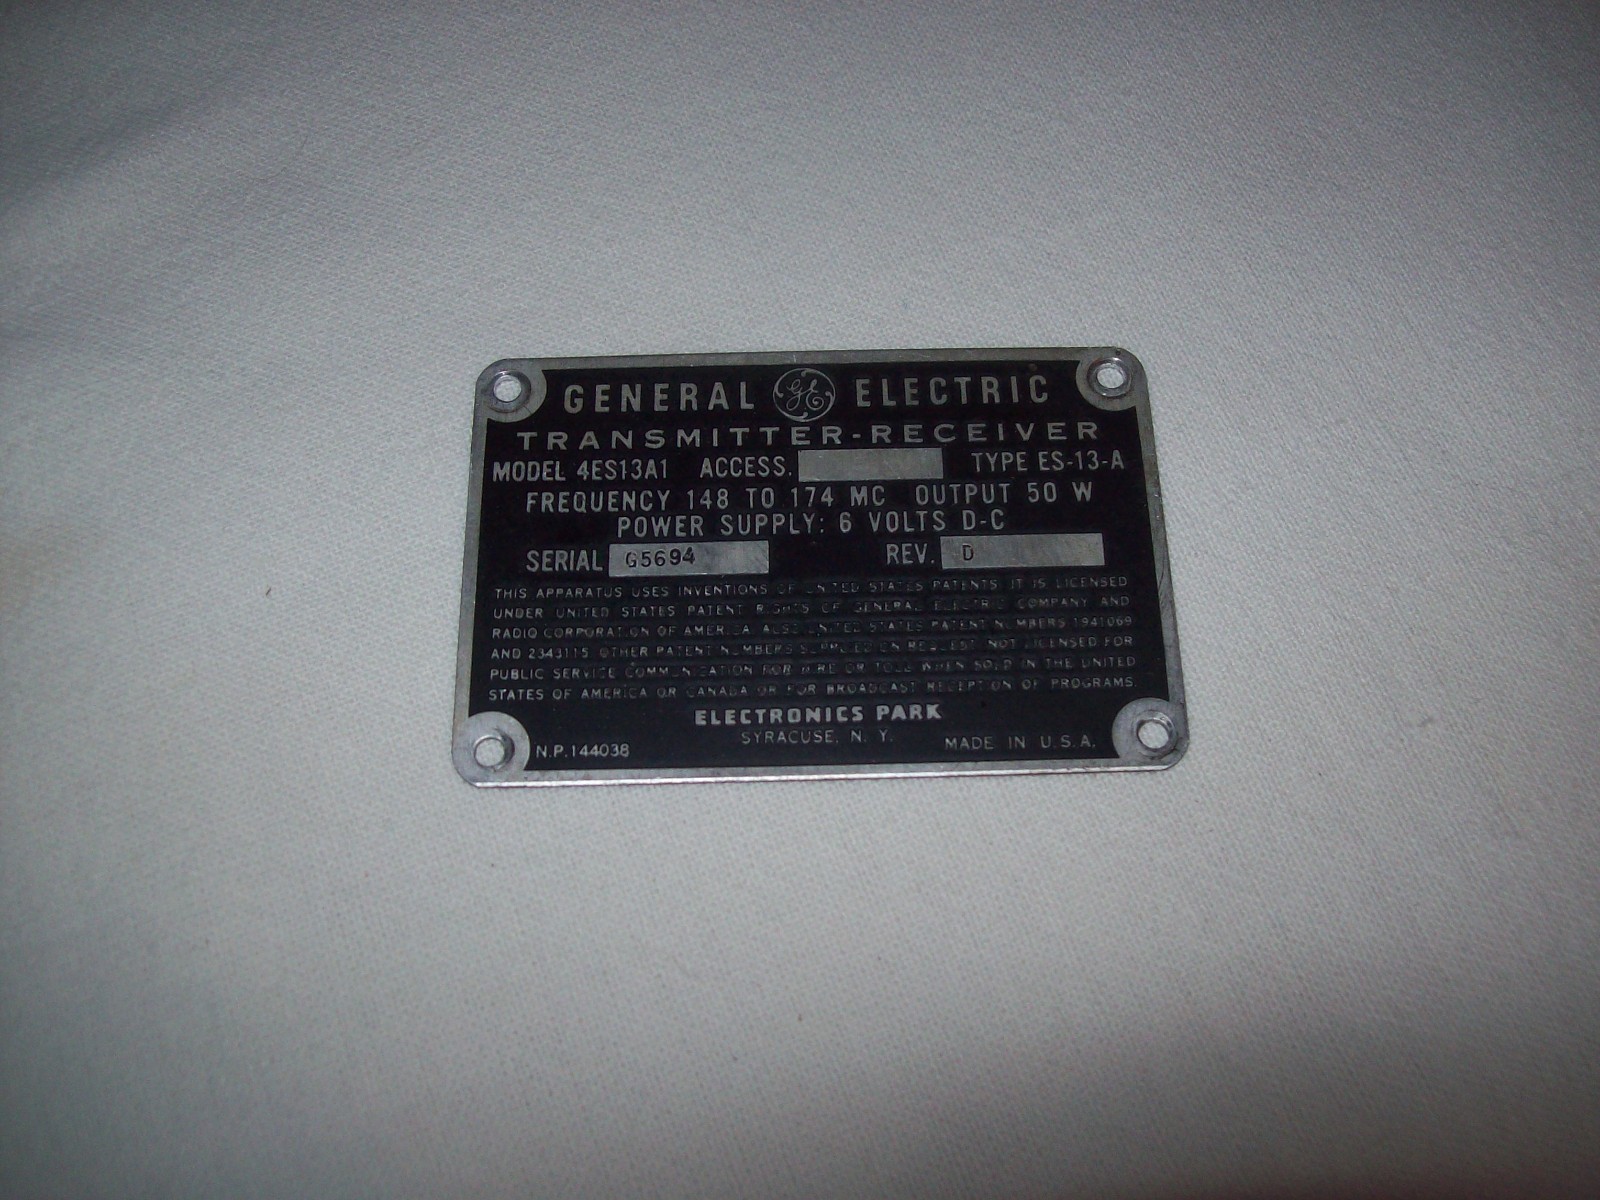 GENERAL GE ELECTRIC
TRANSMITTER-RECEIVER
MODEL 4ES13A1 ACCESS. TYPE ES-13-A
FREQUENCY 148 TO 174 MC OUTPUT 50 W
POWER SUPPLY: 6 VOLTS D-C
SERIAL G5694 REV. D
THIS APPARATUS USES INVENTIONS OF UNITED STATES PATENTS. IT IS LICENSED
UNDER UNITED STATES PATENT RIGHTS OF GENERAL ELECTRIC COMPANY AND
RADIO CORPORATION OF AMERICA ALSO UNITED STATES PATENT NUMBERS 1941069
AND 2343115 OTHER PATENT NUMBERS SUPPLIED ON REQUEST NOT LICENSED FOR
PUBLIC SERVICE COMMUNICATION FOR HIRE OR TOLL WHEN SOLD IN THE UNITED
STATES OF AMERICA OR CANADA OR FOR BROADCAST RECEPTION OF PROGRAMS.
ELECTRONICS PARK
SYRACUSE, N. Y.
N.P. 144038 MADE IN U.S.A.